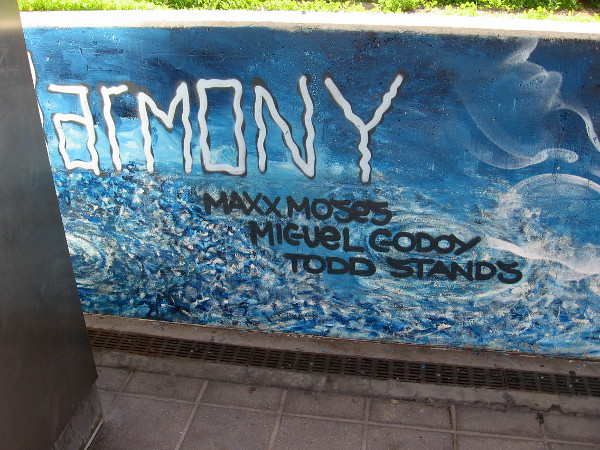 armony
MAXX MOSes
MIGUeL GODOY
TODD STANDS